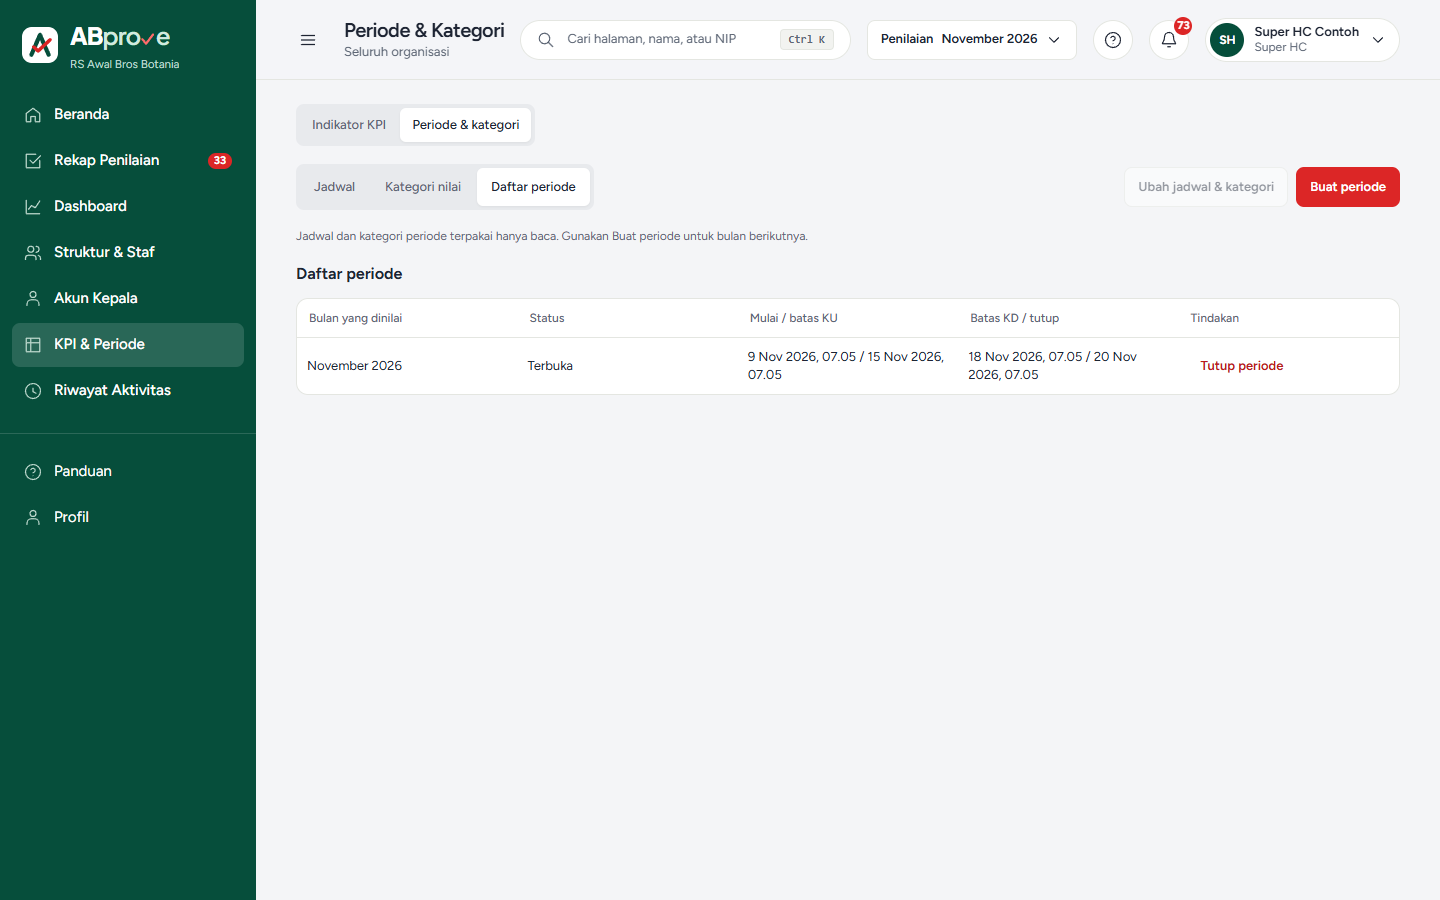 ABprove
RS Awal Bros Botania
Beranda
Rekap Penilaian 33
Dashboard
Struktur & Staf
Akun Kepala
KPI & Periode
Riwayat Aktivitas
Panduan
Profil
Periode & Kategori
Seluruh organisasi
Cari halaman, nama, atau NIP Ctrl K
Penilaian November 2026
73
SH
Super HC Contoh
Super HC
Indikator KPI Periode & kategori
Jadwal Kategori nilai Daftar periode
Ubah jadwal & kategori Buat periode
Jadwal dan kategori periode terpakai hanya baca. Gunakan Buat periode untuk bulan berikutnya.
Daftar periode
Bulan yang dinilai Status Mulai / batas KU Batas KD / tutup Tindakan
November 2026 Terbuka 9 Nov 2026, 07.05 / 15 Nov 2026, 07.05 18 Nov 2026, 07.05 / 20 Nov 2026, 07.05 Tutup periode